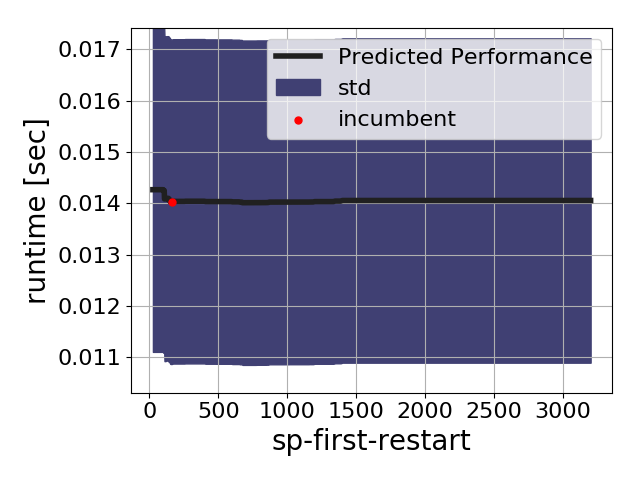 0.017
0.016
0.015
0.014
0.013
0.012
0.011
runtime [sec]
Predicted Performance
std
incumbent
0 500 1000 1500 2000 2500 3000
sp-first-restart